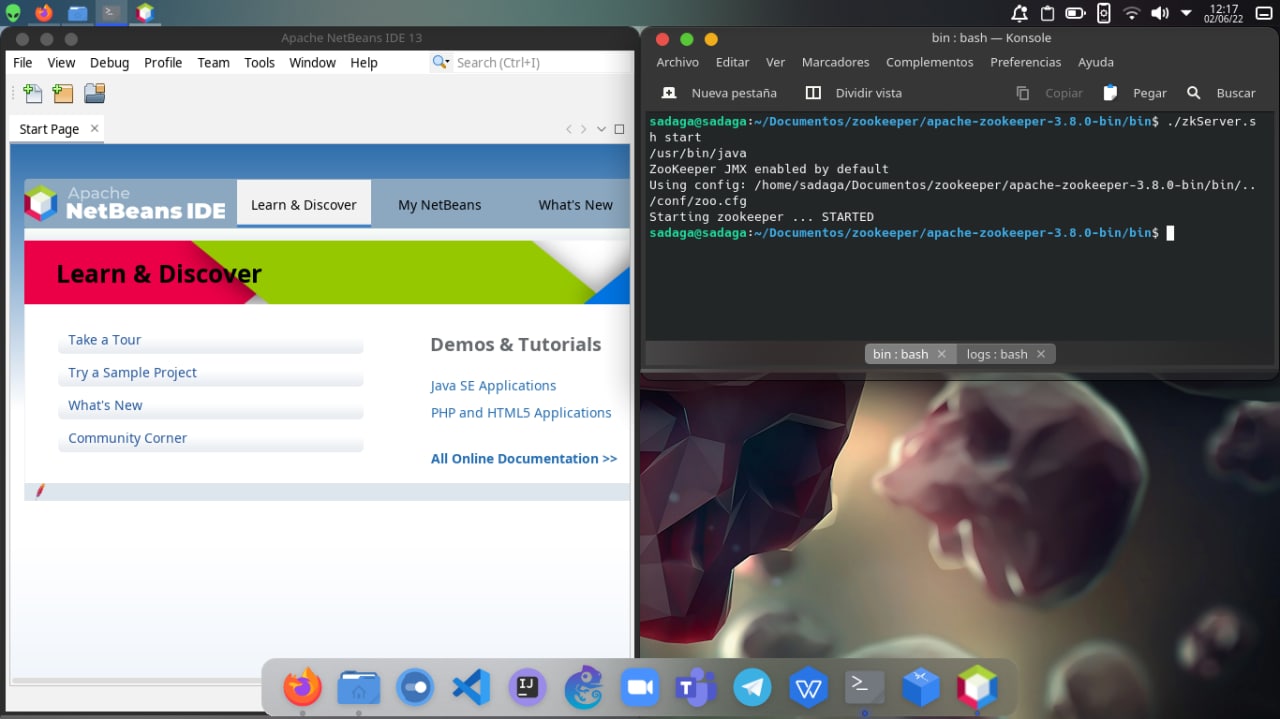 12:17
02/06/22
Apache NetBeans IDE 13
File View Debug Profile Team Tools Window Help Search (Ctrl+I)
Start Page
Apache
NetBeans IDE
Learn & Discover My NetBeans What's New
Learn & Discover
Take a Tour
Try a Sample Project
What's New
Community Corner
Demos & Tutorials
Java SE Applications
PHP and HTML5 Applications
All Online Documentation >>
bin : bash — Konsole
Archivo Editar Ver Marcadores Complementos Preferencias Ayuda
Nueva pestaña Dividir vista Copiar Pegar Buscar
sadaga@sadaga:~/Documentos/zookeeper/apache-zookeeper-3.8.0-bin/bin$ ./zkServer.s
h start
/usr/bin/java
ZooKeeper JMX enabled by default
Using config: /home/sadaga/Documentos/zookeeper/apache-zookeeper-3.8.0-bin/bin/..
/conf/zoo.cfg
Starting zookeeper ... STARTED
sadaga@sadaga:~/Documentos/zookeeper/apache-zookeeper-3.8.0-bin/bin$
bin : bash logs : bash
IJ
T
W